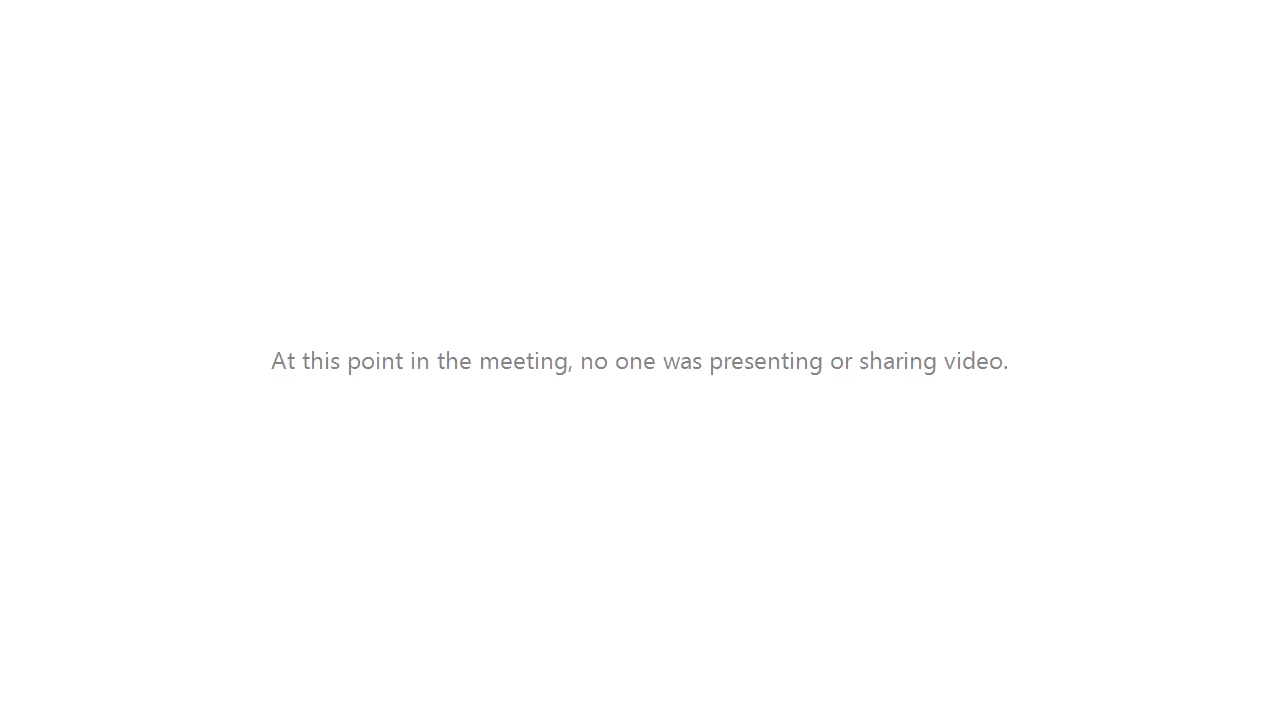 At this point in the meeting, no one was presenting or sharing video.